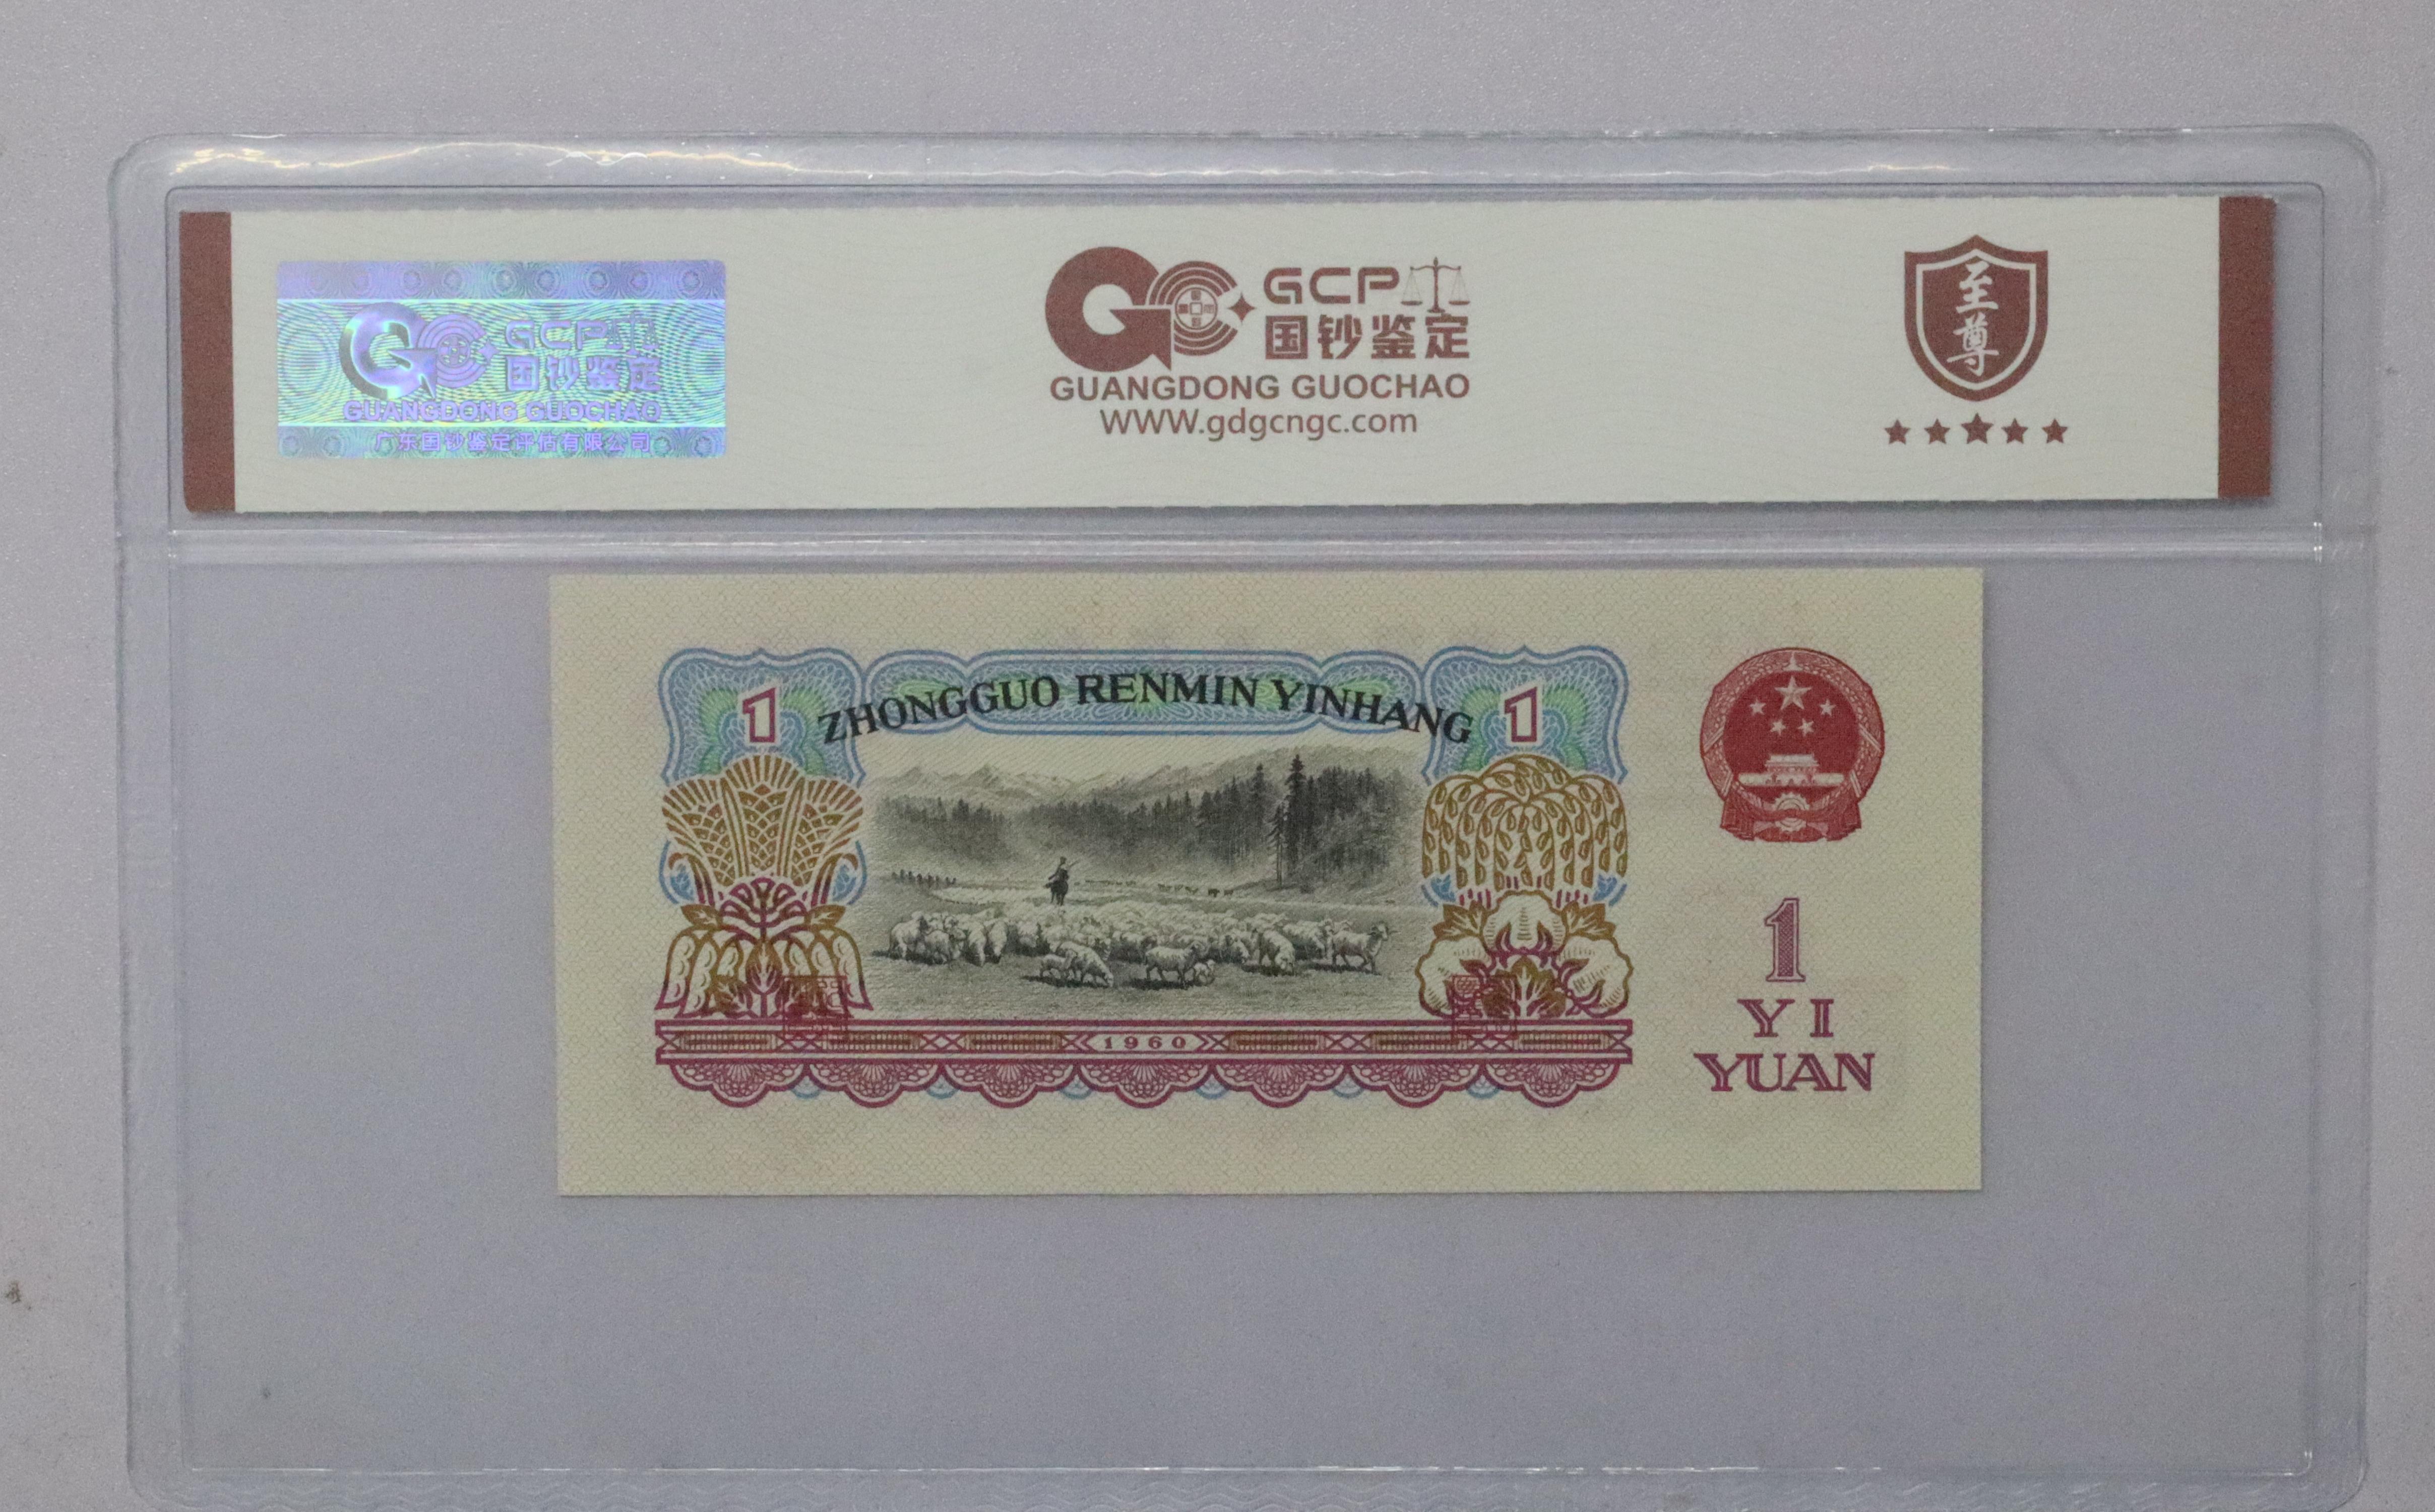 GCP
国钞鉴定
GUANGDONG GUOCHAO
广东国钞鉴定评估有限公司
GCP
国钞鉴定
GUANGDONG GUOCHAO
WWW.gdgcngc.com
至尊
1
ZHONGGUO RENMIN YINHANG
1
1960
1
YI
YUAN